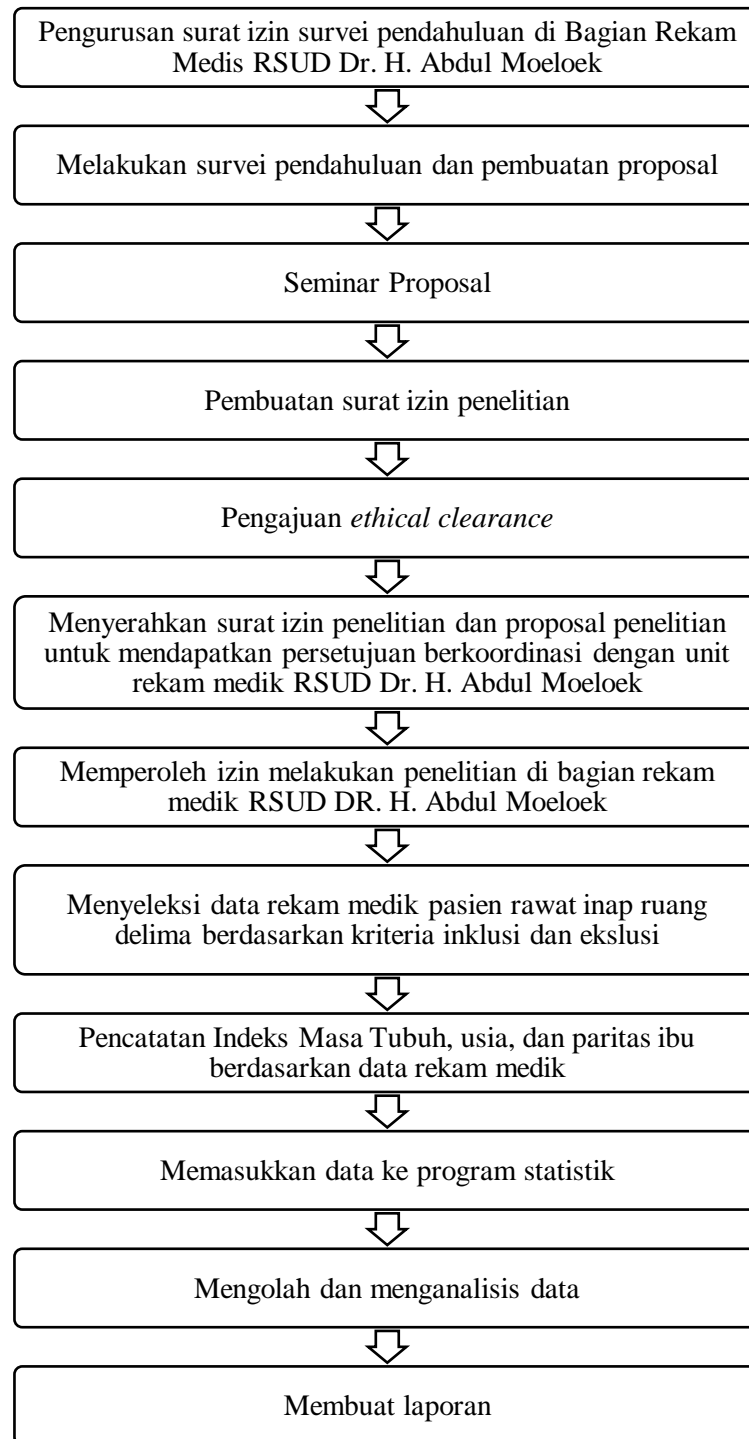 Pengurusan surat izin survei pendahuluan di Bagian Rekam
Medis RSUD Dr. H. Abdul Moeloek
Melakukan survei pendahuluan dan pembuatan proposal
Seminar Proposal
Pembuatan surat izin penelitian
Pengajuan ethical clearance
Menyerahkan surat izin penelitian dan proposal penelitian
untuk mendapatkan persetujuan berkoordinasi dengan unit
rekam medik RSUD Dr. H. Abdul Moeloek
Memperoleh izin melakukan penelitian di bagian rekam
medik RSUD DR. H. Abdul Moeloek
Menyeleksi data rekam medik pasien rawat inap ruang
delima berdasarkan kriteria inklusi dan ekslusi
Pencatatan Indeks Masa Tubuh, usia, dan paritas ibu
berdasarkan data rekam medik
Memasukkan data ke program statistik
Mengolah dan menganalisis data
Membuat laporan